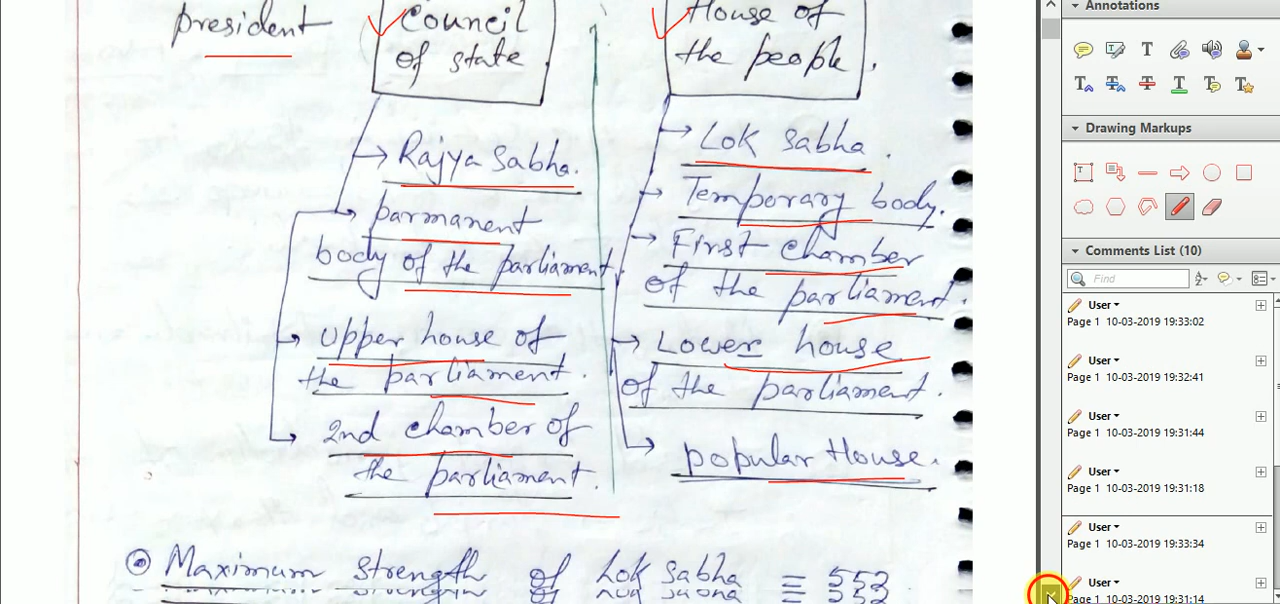 president
Council
of state.
Rajya Sabha.
parmanent
body of the parliament
Upper house of
the parliament.
2nd chamber of
the parliament.
House of
the people.
Lok Sabha.
Temporary body.
First chamber
of the parliament.
Lower house
of the parliament.
popular House.
Maximum strength of Lok Sabha = 552
Annotations
T
T T T T T T
Drawing Markups
T
Comments List (10)
Find
User
Page 1 10-03-2019 19:33:02
User
Page 1 10-03-2019 19:32:41
User
Page 1 10-03-2019 19:31:44
User
Page 1 10-03-2019 19:31:18
User
Page 1 10-03-2019 19:33:34
User
Page 1 10-03-2019 19:31:14